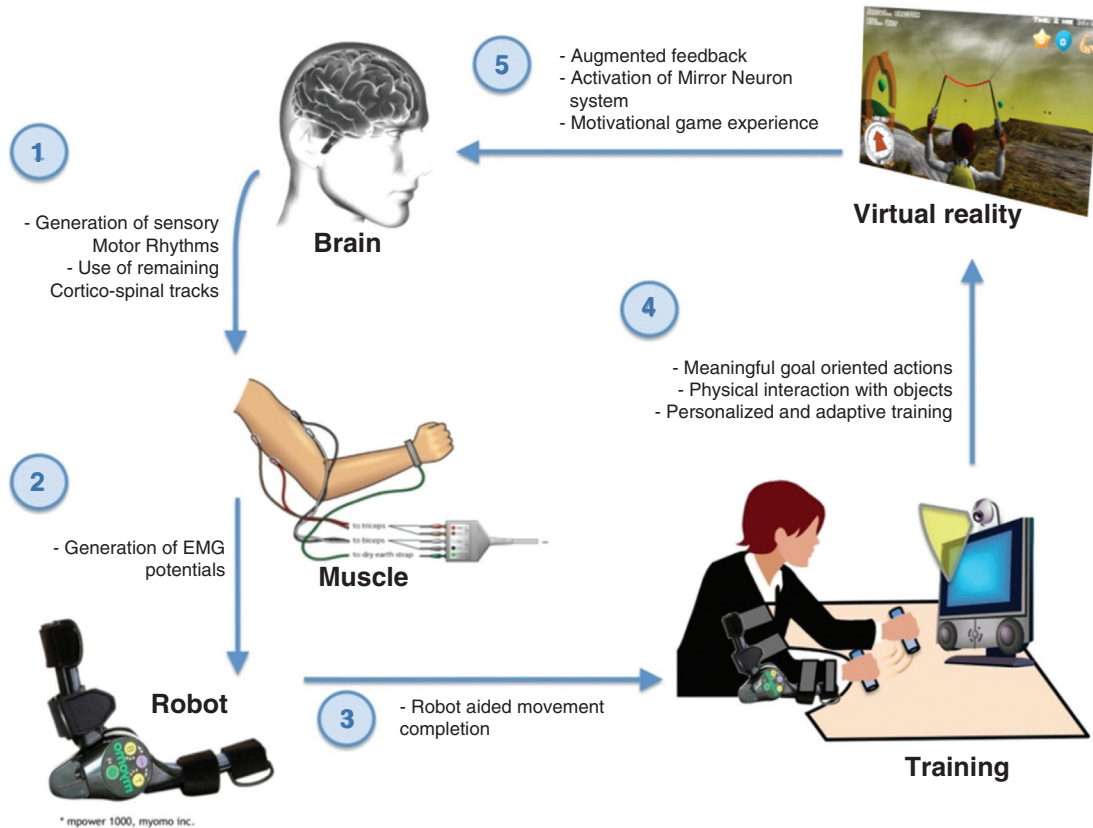 5
- Augmented feedback
- Activation of Mirror Neuron
system
- Motivational game experience
1
- Generation of sensory
Motor Rhythms
- Use of remaining
Cortico-spinal tracks
Brain
Virtual reality
4
- Meaningful goal oriented actions
- Physical interaction with objects
- Personalized and adaptive training
2
- Generation of EMG
potentials
to triceps
to biceps
to dry earth strap
Muscle
Robot
myomo
3
- Robot aided movement
completion
Training
* mpower 1000, myomo inc.